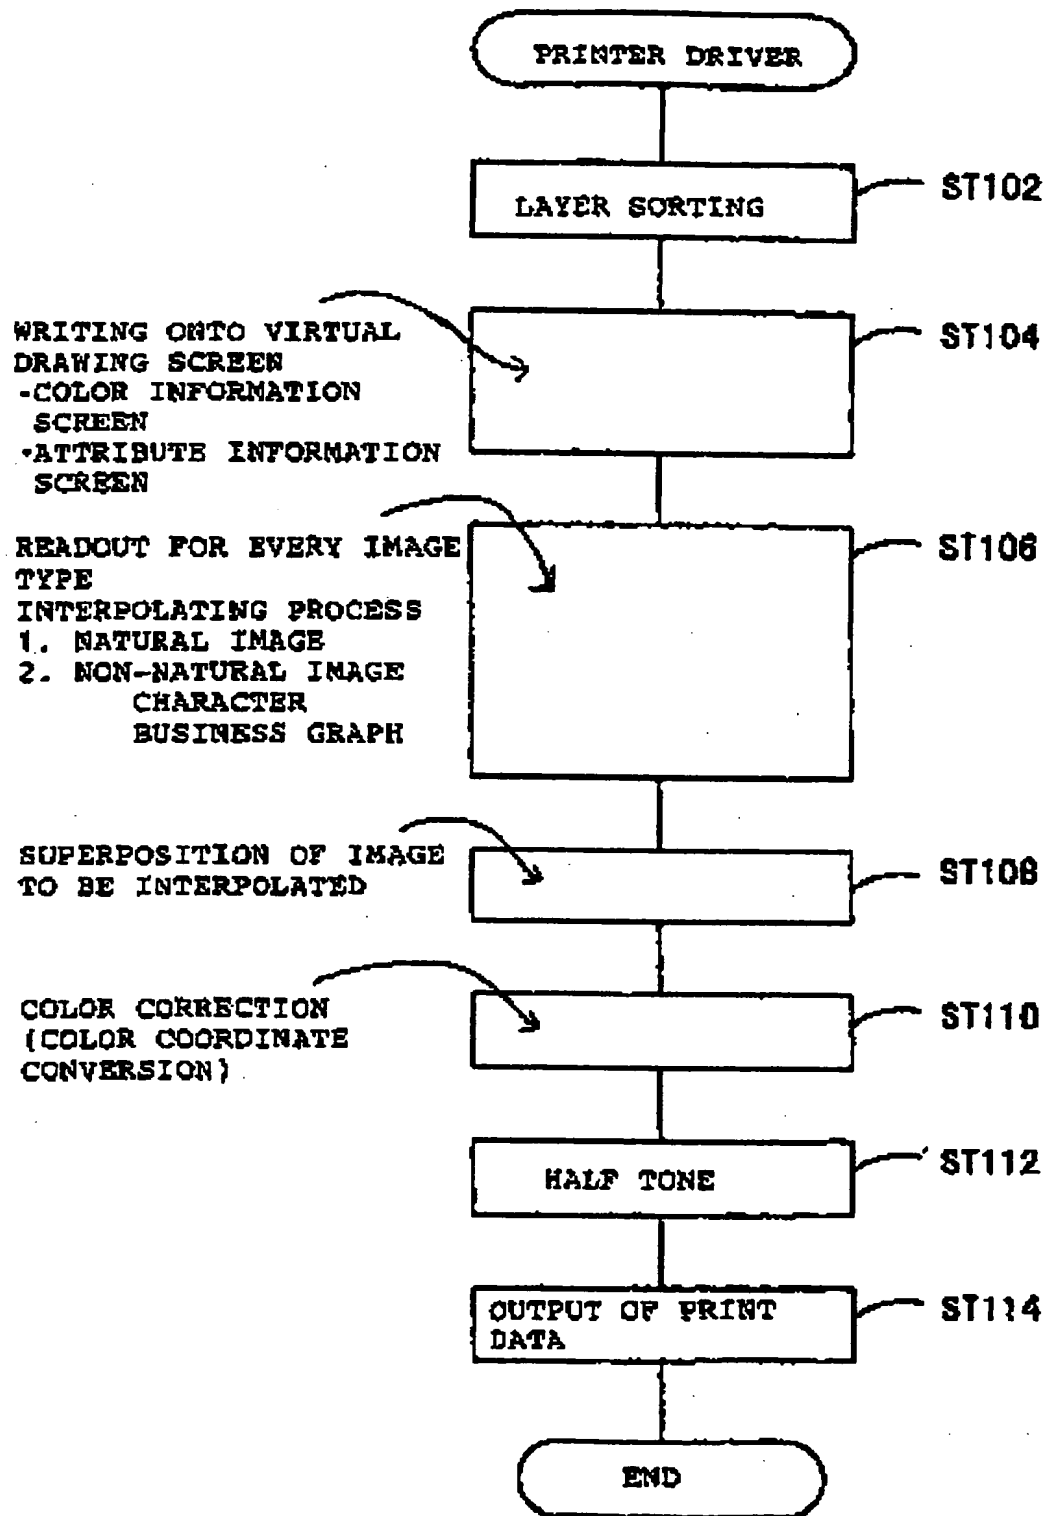 PRINTER DRIVER
LAYER SORTING
ST102
WRITING ONTO VIRTUAL
DRAWING SCREEN
-COLOR INFORMATION
SCREEN
-ATTRIBUTE INFORMATION
SCREEN
ST104
READOUT FOR EVERY IMAGE
TYPE
INTERPOLATING PROCESS
1. NATURAL IMAGE
2. NON-NATURAL IMAGE
CHARACTER
BUSINESS GRAPH
ST106
SUPERPOSITION OF IMAGE
TO BE INTERPOLATED
ST108
COLOR CORRECTION
(COLOR COORDINATE
CONVERSION)
ST110
HALF TONE
ST112
OUTPUT OF PRINT
DATA
ST114
END